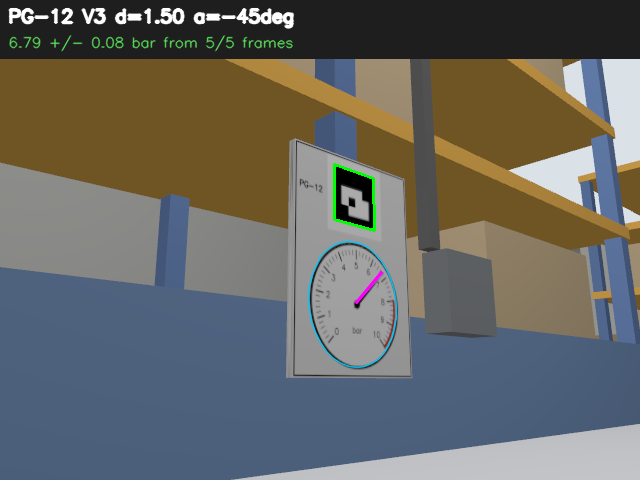 PG-12 V3 d=1.50 a=-45deg
6.79 +/- 0.08 bar from 5/5 frames
PG-12
0 1 2 3 4 5 6 7 8 9 10
bar